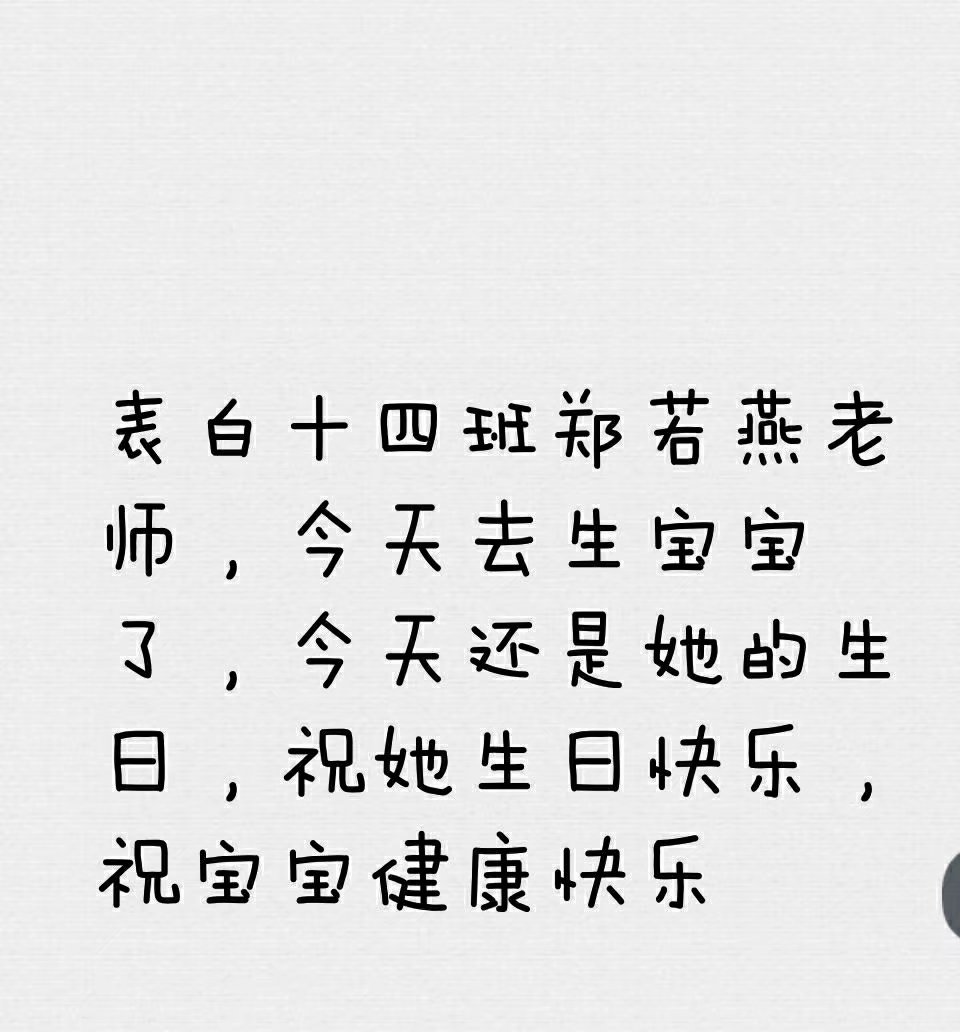 表白十四班郑若燕老
师，今天去生宝宝
了，今天还是她的生
日，祝她生日快乐，
祝宝宝健康快乐